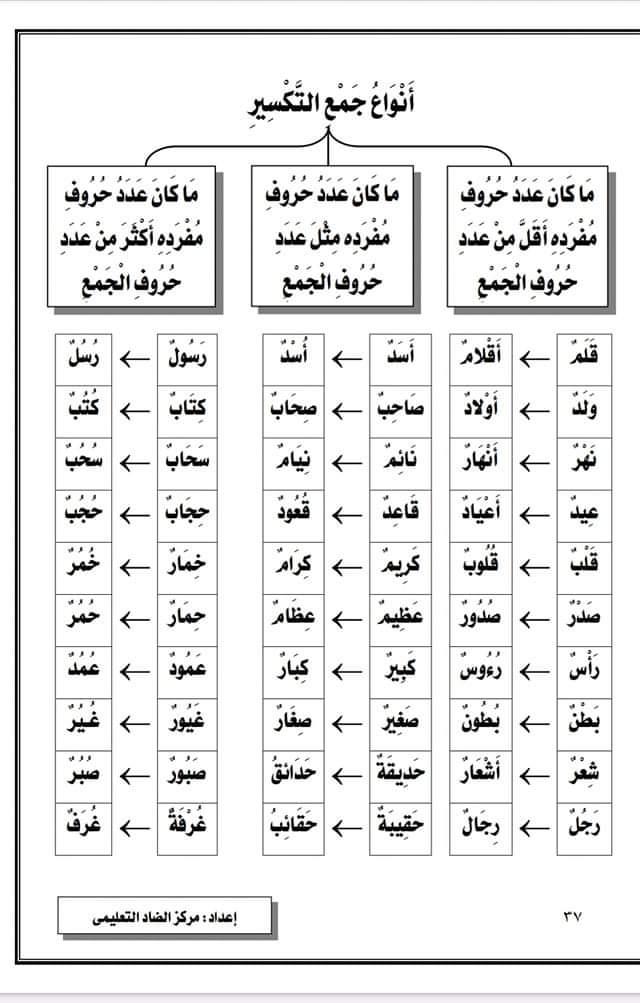 أَنْوَاعُ جَمْعِ التَّكْسِيرِ
مَا كَانَ عَدَدُ حُرُوفِ
مُفْرَدِهِ أَقَلَّ مِنْ عَدَدِ
حُرُوفِ الْجَمْعِ
مَا كَانَ عَدَدُ حُرُوفِ
مُفْرَدِهِ مِثْلَ عَدَدِ
حُرُوفِ الْجَمْعِ
مَا كَانَ عَدَدُ حُرُوفِ
مُفْرَدِهِ أَكْثَرَ مِنْ عَدَدِ
حُرُوفِ الْجَمْعِ
قَلَمٌ ← أَقْلَامٌ أَسَدٌ ← أُسْدٌ رَسُولٌ ← رُسُلٌ
وَلَدٌ ← أَوْلَادٌ صَاحِبٌ ← صِحَابٌ كِتَابٌ ← كُتُبٌ
نَهْرٌ ← أَنْهَارٌ نَائِمٌ ← نِيَامٌ سَحَابٌ ← سُحُبٌ
عِيدٌ ← أَعْيَادٌ قَاعِدٌ ← قُعُودٌ حِجَابٌ ← حُجُبٌ
قَلْبٌ ← قُلُوبٌ كَرِيمٌ ← كِرَامٌ خِمَارٌ ← خُمُرٌ
صَدْرٌ ← صُدُورٌ عَظِيمٌ ← عِظَامٌ حِمَارٌ ← حُمُرٌ
رَأْسٌ ← رُءُوسٌ كَبِيرٌ ← كِبَارٌ عَمُودٌ ← عُمُدٌ
بَطْنٌ ← بُطُونٌ صَغِيرٌ ← صِغَارٌ غَيُورٌ ← غُيُرٌ
شِعْرٌ ← أَشْعَارٌ حَدِيقَةٌ ← حَدَائِقُ صَبُورٌ ← صُبُرٌ
رَجُلٌ ← رِجَالٌ حَقِيبَةٌ ← حَقَائِبُ غُرْفَةٌ ← غُرَفٌ
٣٧
إعداد : مركز الضاد التعليمى